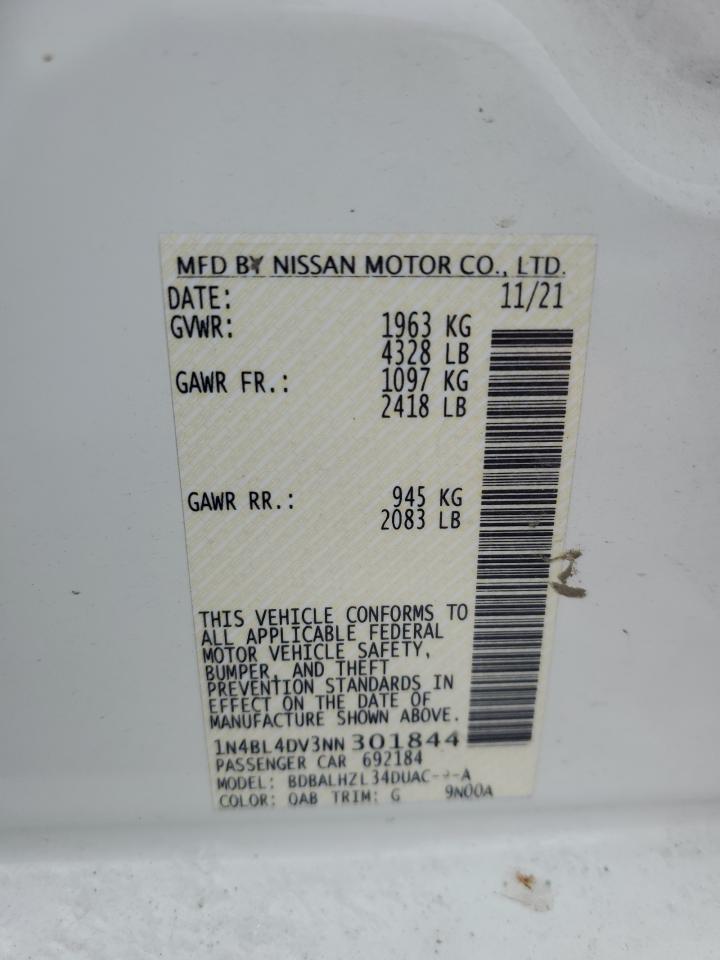 MFD BY NISSAN MOTOR CO., LTD.
DATE: 11/21
GVWR: 1963 KG
4328 LB
GAWR FR.: 1097 KG
2418 LB
GAWR RR.: 945 KG
2083 LB
THIS VEHICLE CONFORMS TO
ALL APPLICABLE FEDERAL
MOTOR VEHICLE SAFETY,
BUMPER, AND THEFT
PREVENTION STANDARDS IN
EFFECT ON THE DATE OF
MANUFACTURE SHOWN ABOVE.
1N4BL4DV3NN301844
PASSENGER CAR 692184
MODEL: BDBALHZL34DUAC---A
COLOR: QAB TRIM: G 9N00A